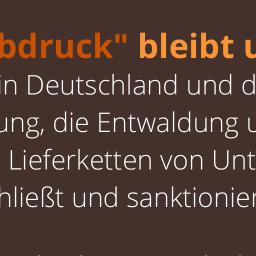 bdruck" bleibt u
in Deutschland und d
ung, die Entwaldung u
Lieferketten von Unt
hließt und sanktionier